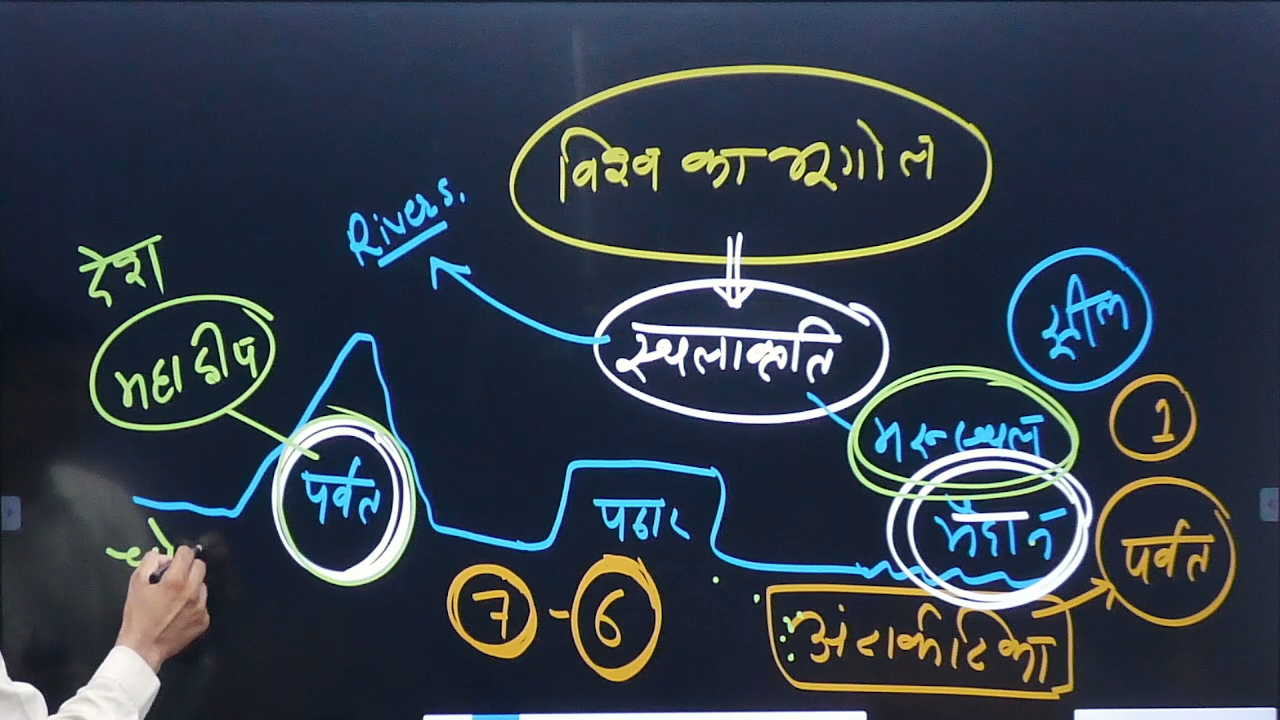 विश्व का भूगोल
Rivers.
देश
स्थलाकृति
महाद्वीप
मरुस्थल
1
पर्वत
पठार
मैदान
पर्वत
7 - 6
अंटार्कटिका